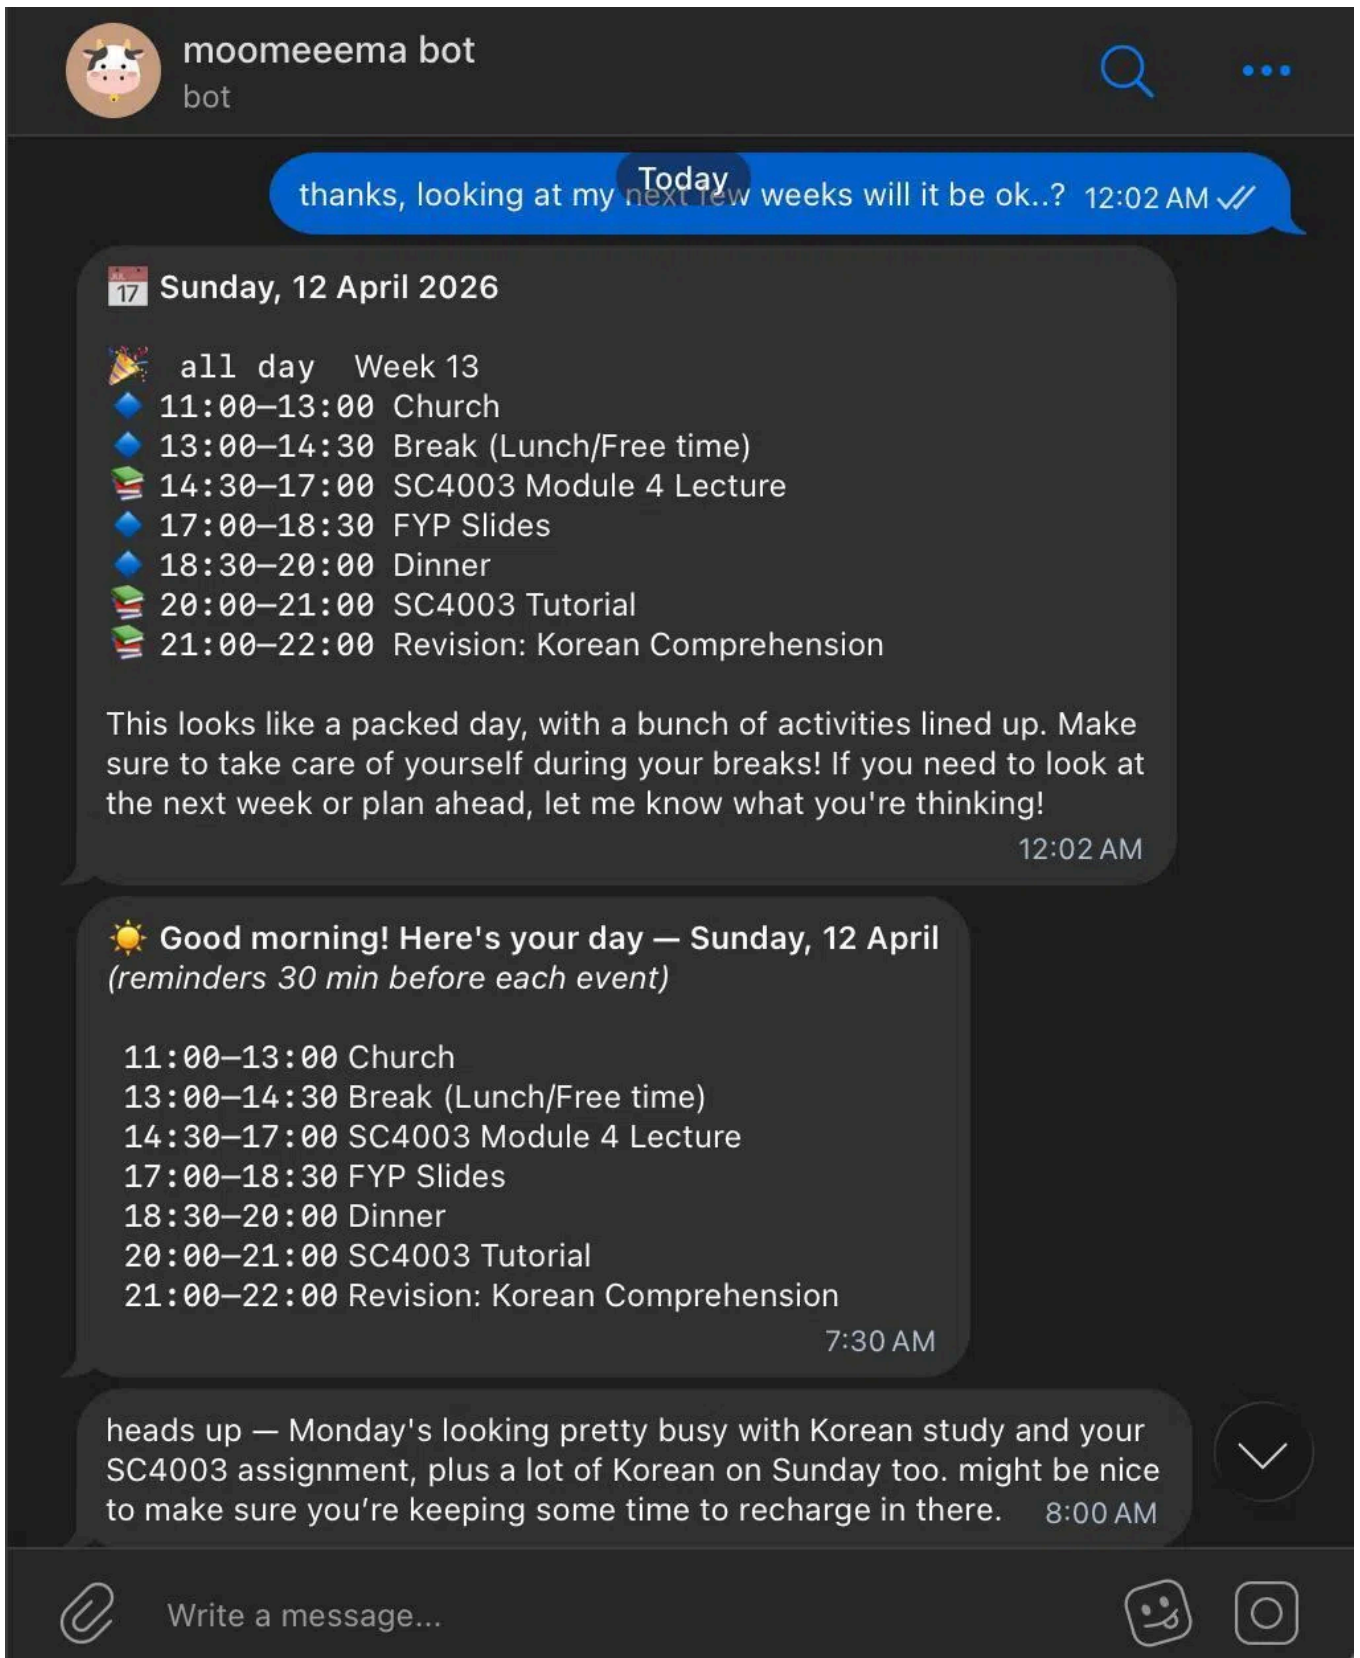 moomeeema bot
bot
Today
thanks, looking at my next few weeks will it be ok..? 12:02 AM
JUL 17 Sunday, 12 April 2026
all day Week 13
11:00–13:00 Church
13:00–14:30 Break (Lunch/Free time)
14:30–17:00 SC4003 Module 4 Lecture
17:00–18:30 FYP Slides
18:30–20:00 Dinner
20:00–21:00 SC4003 Tutorial
21:00–22:00 Revision: Korean Comprehension
This looks like a packed day, with a bunch of activities lined up. Make
sure to take care of yourself during your breaks! If you need to look at
the next week or plan ahead, let me know what you're thinking!
12:02 AM
Good morning! Here's your day — Sunday, 12 April
(reminders 30 min before each event)
11:00–13:00 Church
13:00–14:30 Break (Lunch/Free time)
14:30–17:00 SC4003 Module 4 Lecture
17:00–18:30 FYP Slides
18:30–20:00 Dinner
20:00–21:00 SC4003 Tutorial
21:00–22:00 Revision: Korean Comprehension
7:30 AM
heads up — Monday's looking pretty busy with Korean study and your
SC4003 assignment, plus a lot of Korean on Sunday too. might be nice
to make sure you’re keeping some time to recharge in there. 8:00 AM
Write a message...